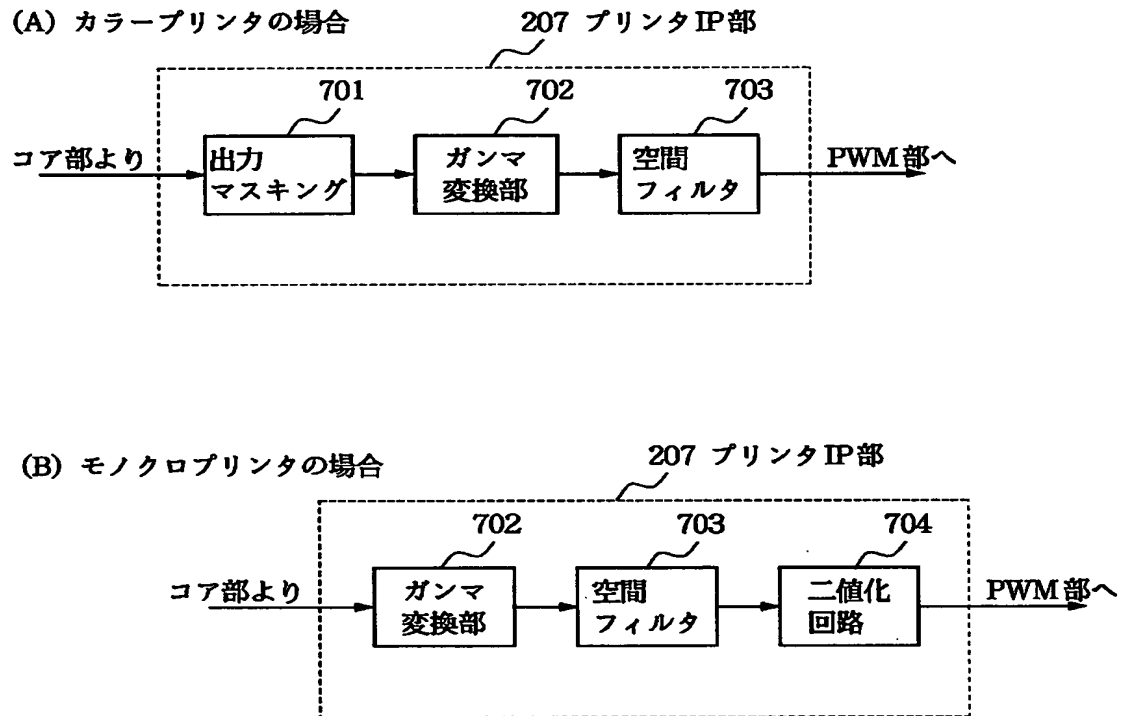 (A) カラープリンタの場合
207 プリンタIP部
701
702
703
コア部より
出力
マスキング
ガンマ
変換部
空間
フィルタ
PWM部へ
(B) モノクロプリンタの場合
207 プリンタIP部
702
703
704
コア部より
ガンマ
変換部
空間
フィルタ
二値化
回路
PWM部へ